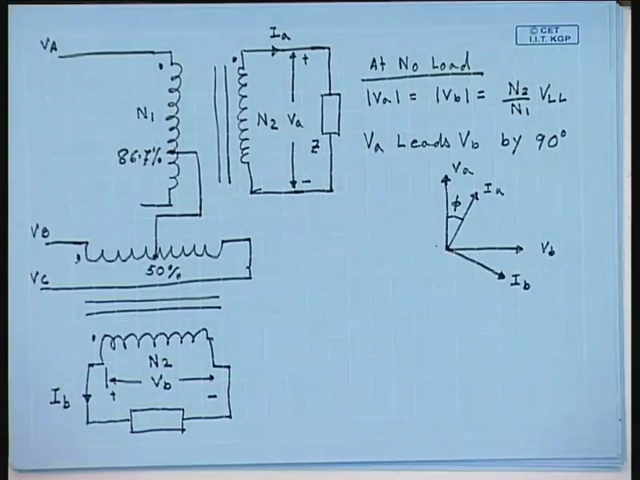 © CET
I.I.T. KGP
VA
N1
86.7%
Ia
+
N2 Va
Z
-
At No Load
|Va| = |Vb| = N2/N1 VLL
Va Leads Vb by 90°
Va
Ia
φ
Vb
Ib
VB
50%
VC
N2
Vb
+
-
Ib